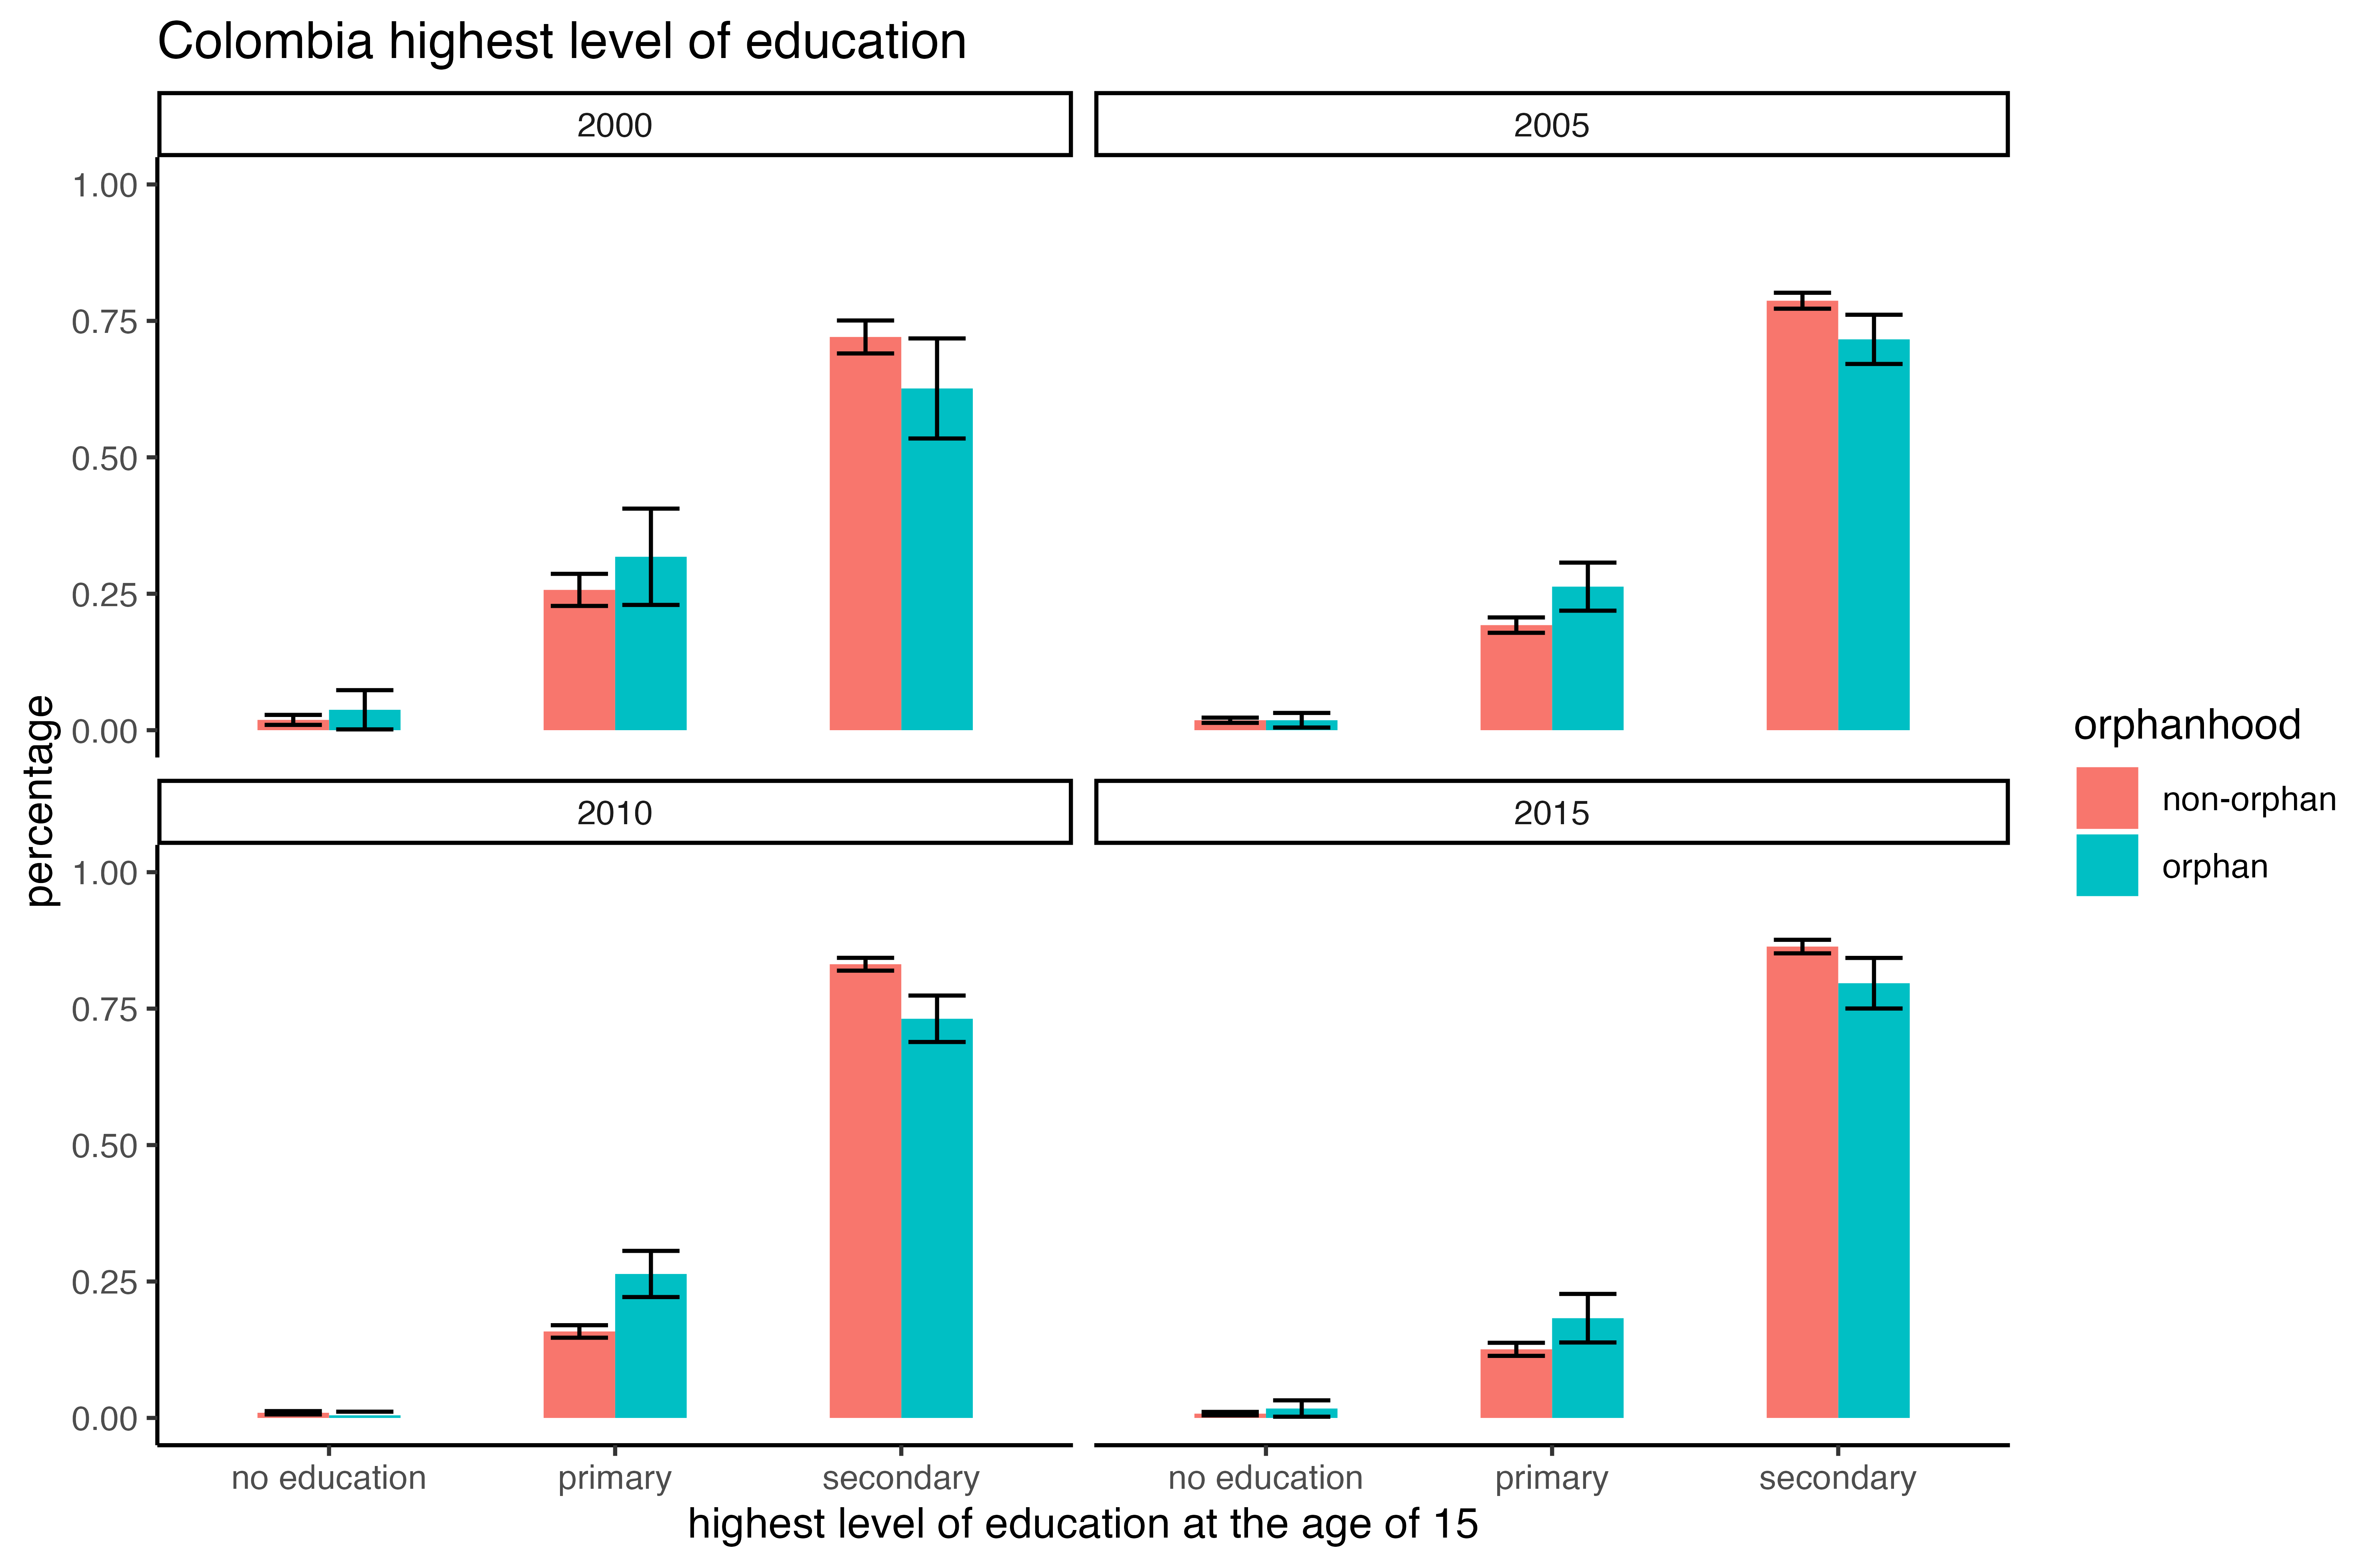 Colombia highest level of education
2000
2005
1.00
0.75
0.50
0.25
0.00
2010
2015
1.00
0.75
0.50
0.25
0.00
no education
primary
secondary
no education
primary
secondary
highest level of education at the age of 15
percentage
orphanhood
non-orphan
orphan